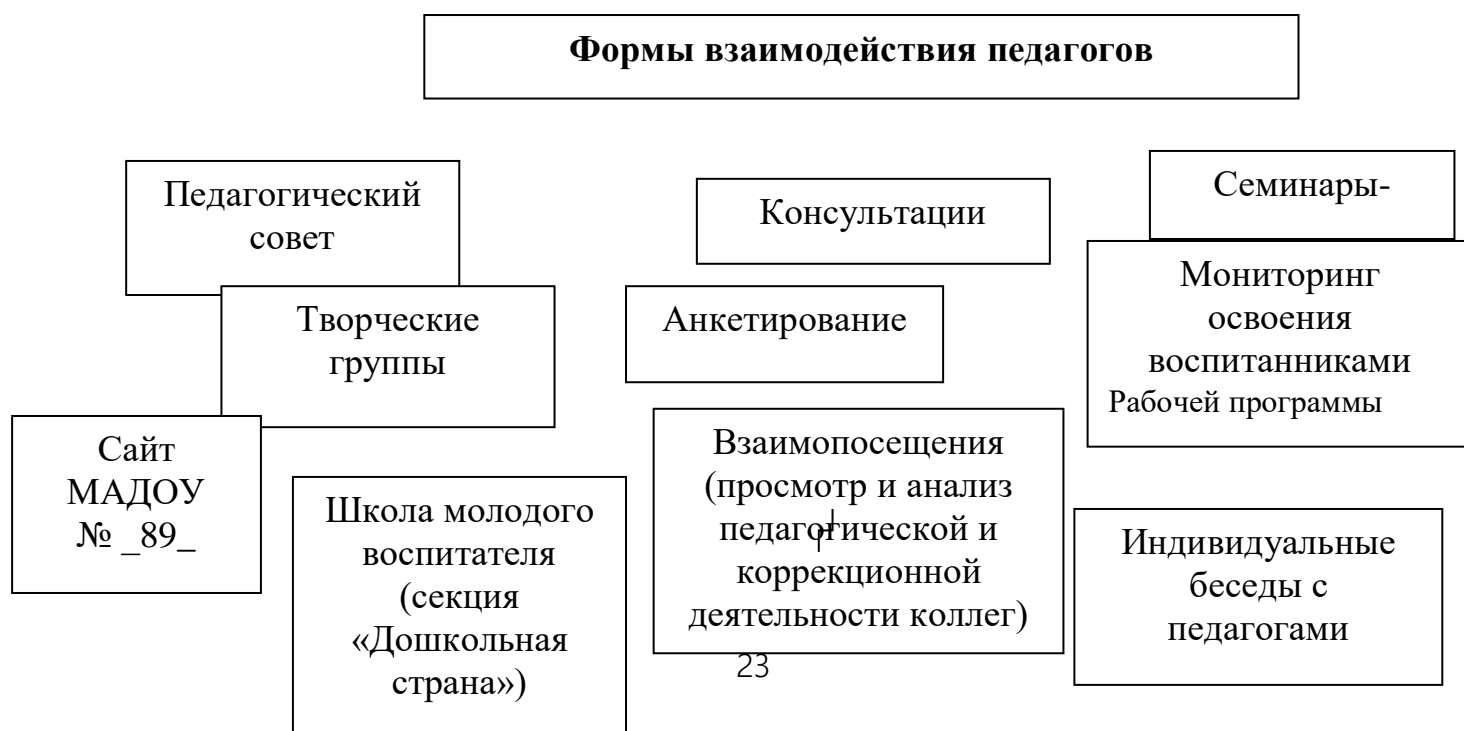 Формы взаимодействия педагогов
Педагогический
совет
Консультации
Семинары-
Творческие
группы
Анкетирование
Мониторинг
освоения
воспитанниками
Рабочей программы
Сайт
МАДОУ
№ _89_
Школа молодого
воспитателя
(секция
«Дошкольная
страна»)
Взаимопосещения
(просмотр и анализ
педагогической и
коррекционной
деятельности коллег)
Индивидуальные
беседы с
педагогами
23